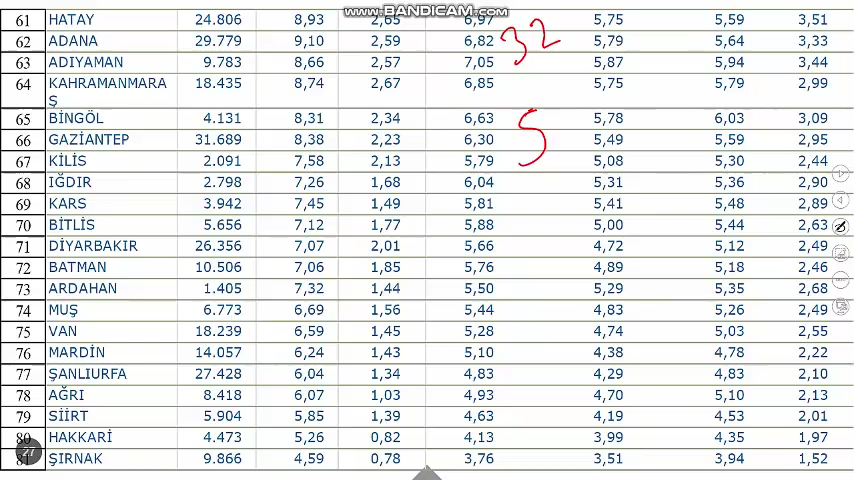 www.BANDICAM.com
61 HATAY 24.806 8,93 2,65 6,97 5,75 5,59 3,51
62 ADANA 29.779 9,10 2,59 6,82 5,79 5,64 3,33
32
63 ADIYAMAN 9.783 8,66 2,57 7,05 5,87 5,94 3,44
64 KAHRAMANMARA 18.435 8,74 2,67 6,85 5,75 5,79 2,99
Ş
65 BİNGÖL 4.131 8,31 2,34 6,63 5,78 6,03 3,09
66 GAZİANTEP 31.689 8,38 2,23 6,30 5,49 5,59 2,95
5
67 KİLİS 2.091 7,58 2,13 5,79 5,08 5,30 2,44
68 IĞDIR 2.798 7,26 1,68 6,04 5,31 5,36 2,90
69 KARS 3.942 7,45 1,49 5,81 5,41 5,48 2,89
70 BİTLİS 5.656 7,12 1,77 5,88 5,00 5,44 2,63
71 DİYARBAKIR 26.356 7,07 2,01 5,66 4,72 5,12 2,49
72 BATMAN 10.506 7,06 1,85 5,76 4,89 5,18 2,46
73 ARDAHAN 1.405 7,32 1,44 5,50 5,29 5,35 2,68
74 MUŞ 6.773 6,69 1,56 5,44 4,83 5,26 2,49
75 VAN 18.239 6,59 1,45 5,28 4,74 5,03 2,55
76 MARDİN 14.057 6,24 1,43 5,10 4,38 4,78 2,22
77 ŞANLIURFA 27.428 6,04 1,34 4,83 4,29 4,83 2,10
78 AĞRI 8.418 6,07 1,03 4,93 4,70 5,10 2,13
79 SİİRT 5.904 5,85 1,39 4,63 4,19 4,53 2,01
80 HAKKARİ 4.473 5,26 0,82 4,13 3,99 4,35 1,97
27
81 ŞIRNAK 9.866 4,59 0,78 3,76 3,51 3,94 1,52